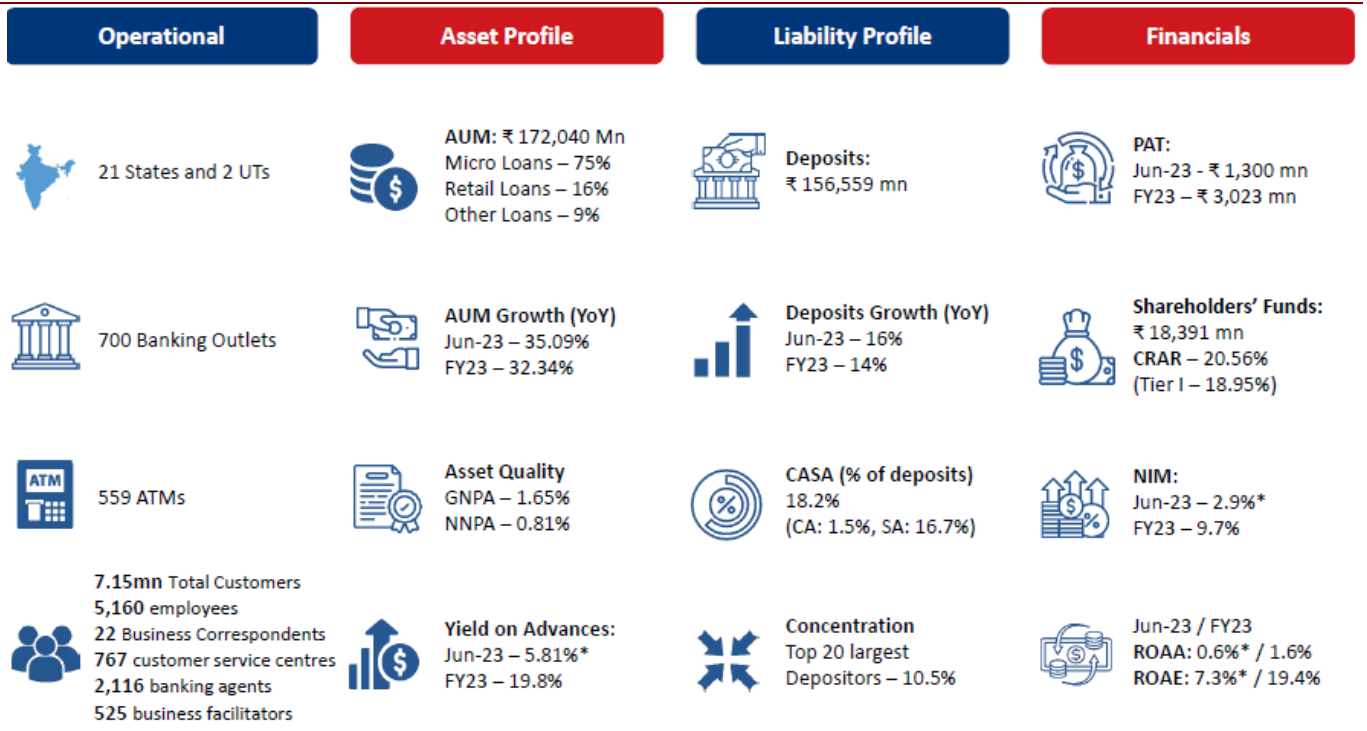 Operational
Asset Profile
Liability Profile
Financials
21 States and 2 UTs
AUM: ₹ 172,040 Mn
Micro Loans – 75%
Retail Loans – 16%
Other Loans – 9%
Deposits:
₹ 156,559 mn
PAT:
Jun-23 - ₹ 1,300 mn
FY23 – ₹ 3,023 mn
700 Banking Outlets
AUM Growth (YoY)
Jun-23 – 35.09%
FY23 – 32.34%
Deposits Growth (YoY)
Jun-23 – 16%
FY23 – 14%
Shareholders’ Funds:
₹ 18,391 mn
CRAR – 20.56%
(Tier I – 18.95%)
ATM
559 ATMs
Asset Quality
GNPA – 1.65%
NNPA – 0.81%
CASA (% of deposits)
18.2%
(CA: 1.5%, SA: 16.7%)
NIM:
Jun-23 – 2.9%*
FY23 – 9.7%
7.15mn Total Customers
5,160 employees
22 Business Correspondents
767 customer service centres
2,116 banking agents
525 business facilitators
Yield on Advances:
Jun-23 – 5.81%*
FY23 – 19.8%
Concentration
Top 20 largest
Depositors – 10.5%
Jun-23 / FY23
ROAA: 0.6%* / 1.6%
ROAE: 7.3%* / 19.4%